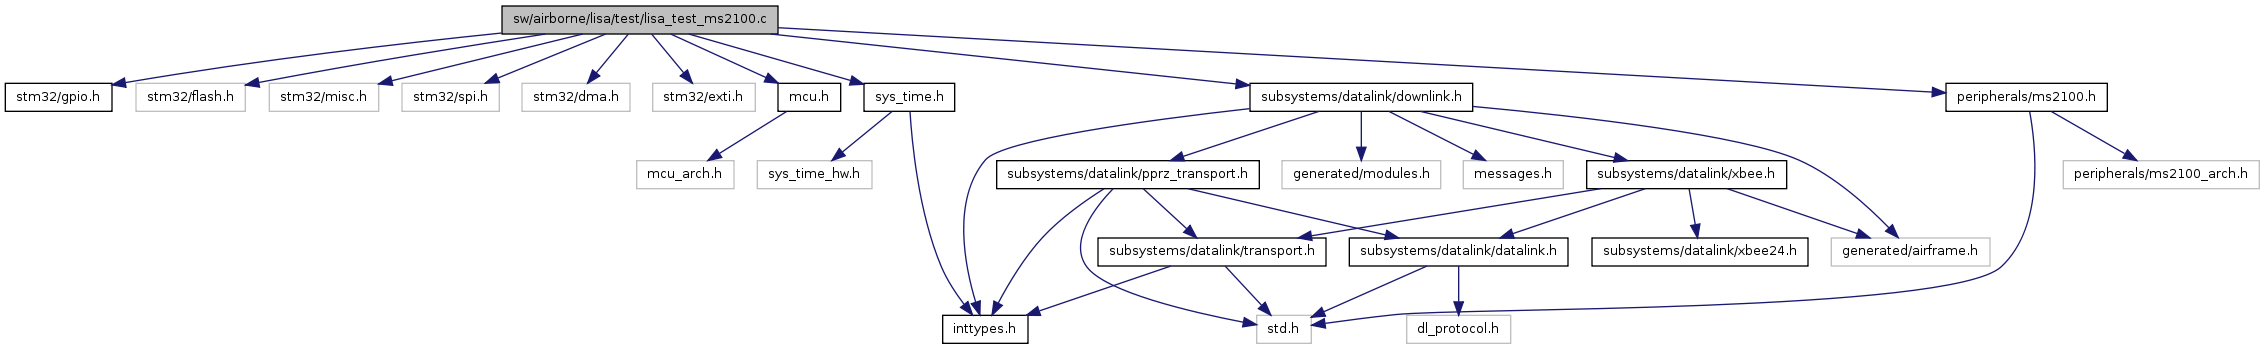 sw/airborne/lisa/test/lisa_test_ms2100.c
stm32/gpio.h
stm32/flash.h
stm32/misc.h
stm32/spi.h
stm32/dma.h
stm32/exti.h
mcu.h
sys_time.h
subsystems/datalink/downlink.h
peripherals/ms2100.h
mcu_arch.h
sys_time_hw.h
subsystems/datalink/pprz_transport.h
generated/modules.h
messages.h
subsystems/datalink/xbee.h
peripherals/ms2100_arch.h
subsystems/datalink/transport.h
subsystems/datalink/datalink.h
subsystems/datalink/xbee24.h
generated/airframe.h
inttypes.h
std.h
dl_protocol.h